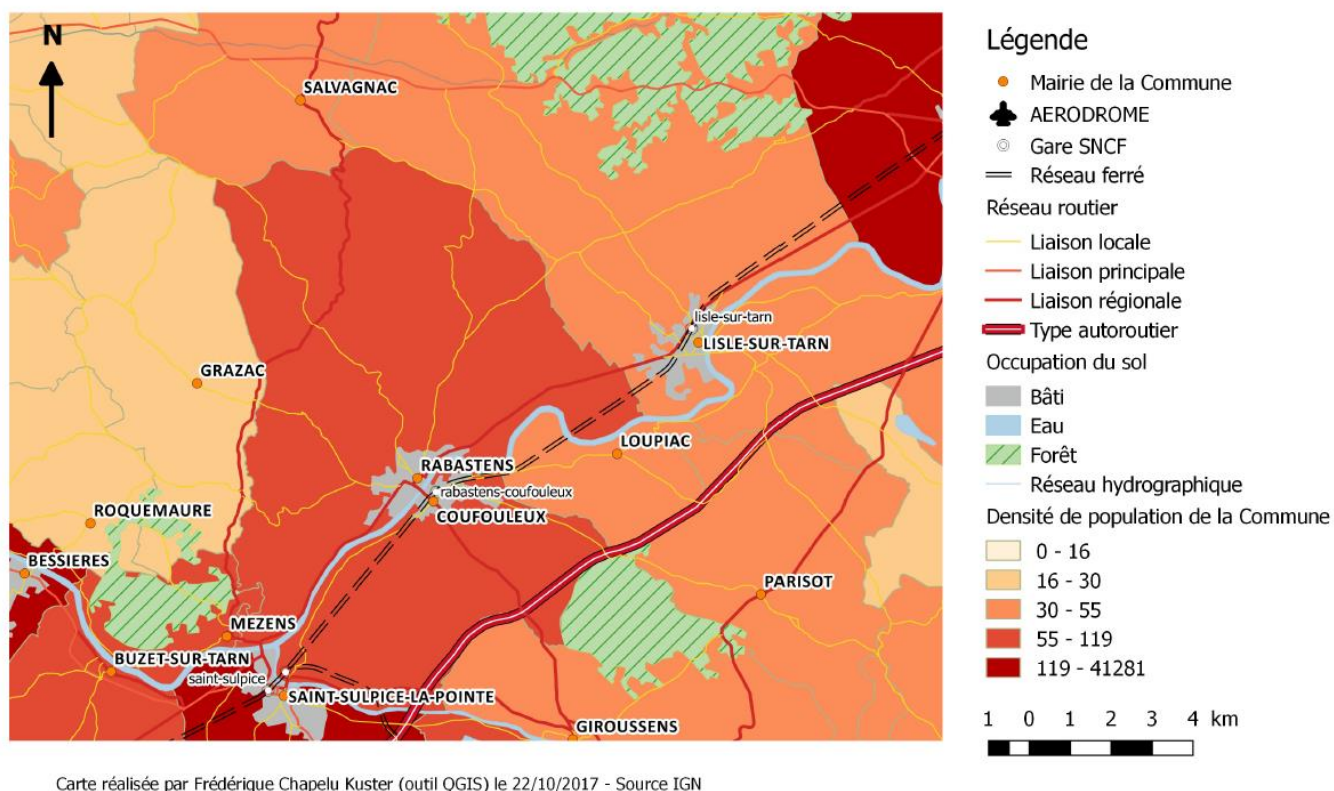 N
SALVAGNAC
lisle-sur-tarn
LISLE-SUR-TARN
GRAZAC
LOUPIAC
RABASTENS
rabastens-coufouleux
COUFOULEUX
ROQUEMAURE
BESSIERES
PARISOT
MEZENS
BUZET-SUR-TARN
saint-sulpice
SAINT-SULPICE-LA-POINTE
GIROUSSENS
Légende
Mairie de la Commune
AERODROME
Gare SNCF
Réseau ferré
Réseau routier
Liaison locale
Liaison principale
Liaison régionale
Type autoroutier
Occupation du sol
Bâti
Eau
Forêt
Réseau hydrographique
Densité de population de la Commune
0 - 16
16 - 30
30 - 55
55 - 119
119 - 41281
1 0 1 2 3 4 km
Carte réalisée par Frédérique Chapelu Kuster (outil QGIS) le 22/10/2017 - Source IGN